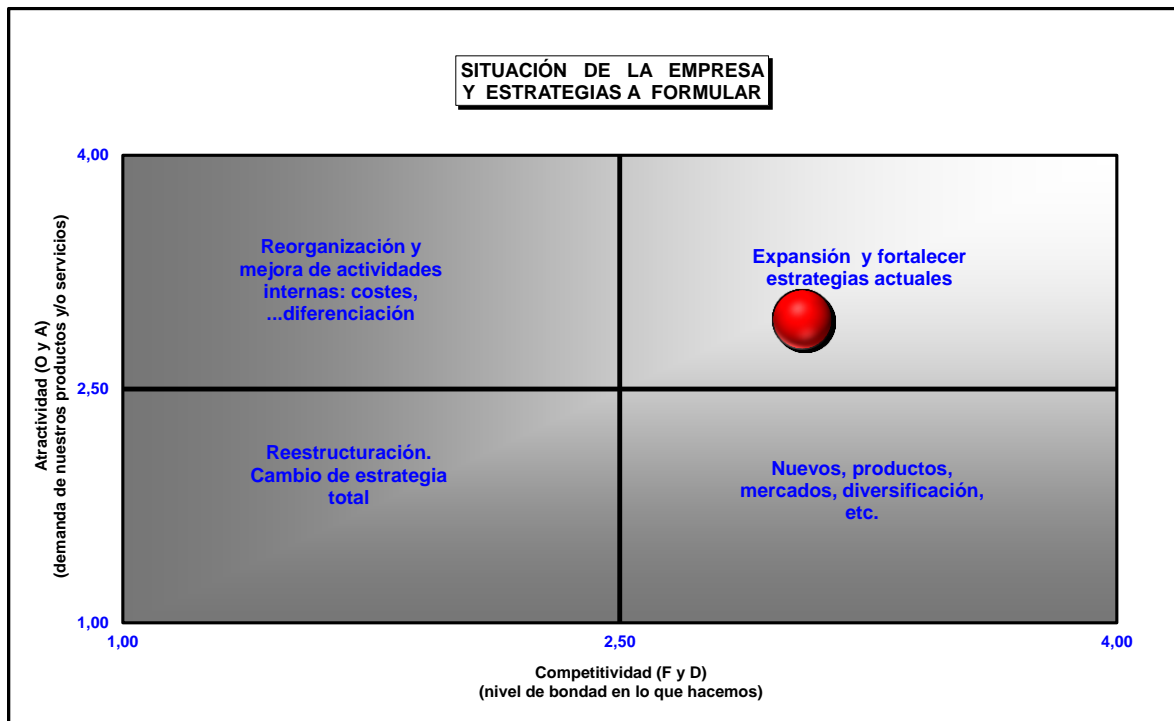 SITUACIÓN DE LA EMPRESA
Y ESTRATEGIAS A FORMULAR
4,00
Reorganización y
mejora de actividades
internas: costes,
...diferenciación
Expansión y fortalecer
estrategias actuales
Atractividad (O y A)
(demanda de nuestros productos y/o servicios)
2,50
Reestructuración.
Cambio de estrategia
total
Nuevos, productos,
mercados, diversificación,
etc.
1,00
1,00
2,50
4,00
Competitividad (F y D)
(nivel de bondad en lo que hacemos)